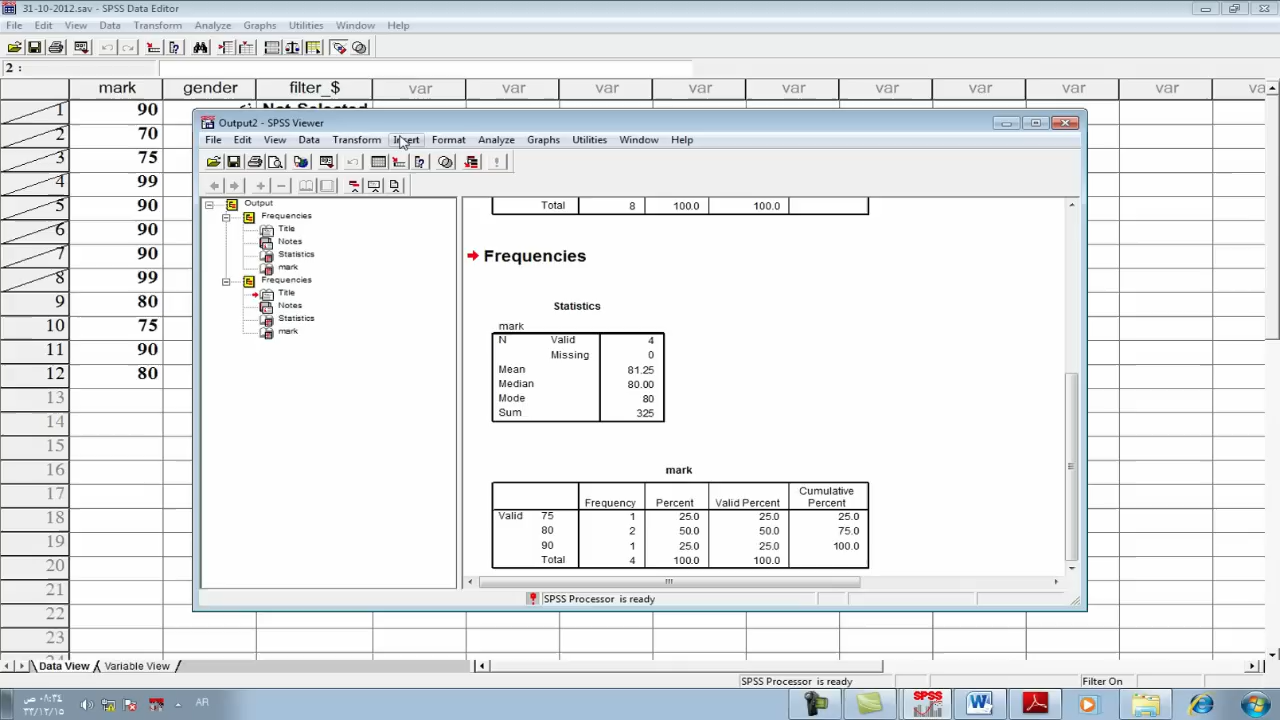 31-10-2012.sav - SPSS Data Editor
File Edit View Data Transform Analyze Graphs Utilities Window Help
2 :
mark gender filter_$ var var var var var var var var var
1 90 Not Selected
2 70
3 75
4 99
5 90
6 90
7 90
8 99
9 80
10 75
11 90
12 80
13
14
15
16
17
18
19
20
21
22
23
Output2 - SPSS Viewer
File Edit View Data Transform Insert Format Analyze Graphs Utilities Window Help
Output
Frequencies
Title
Notes
Statistics
mark
Frequencies
Title
Notes
Statistics
mark
Total 8 100.0 100.0
Frequencies
Statistics
mark
N Valid 4
Missing 0
Mean 81.25
Median 80.00
Mode 80
Sum 325
mark
Frequency Percent Valid Percent Cumulative Percent
Valid 75 1 25.0 25.0 25.0
80 2 50.0 50.0 75.0
90 1 25.0 25.0 100.0
Total 4 100.0 100.0
SPSS Processor is ready
Data View Variable View
SPSS Processor is ready Filter On
٠٨:٣٤ ص
٣٣/١٢/١٥
AR
SPSS